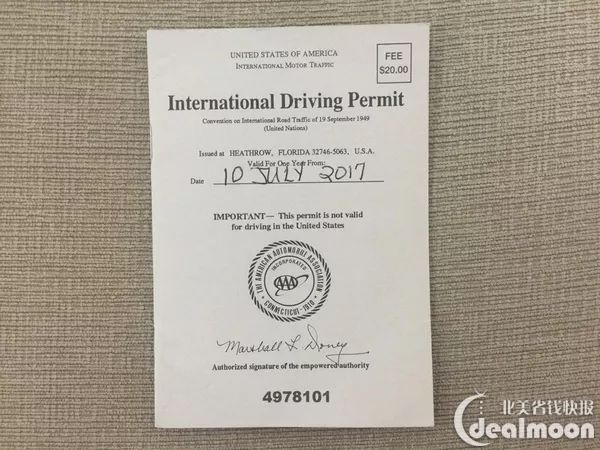 UNITED STATES OF AMERICA
INTERNATIONAL MOTOR TRAFFIC
FEE
$20.00
International Driving Permit
Convention on International Road Traffic of 19 September 1949
(United Nations)
Issued at HEATHROW, FLORIDA 32746-5063, U.S.A.
Valid For One Year From:
Date 10 JULY 2017
IMPORTANT— This permit is not valid
for driving in the United States
THE AMERICAN AUTOMOBILE ASSOCIATION
INCORPORATED
AAA
CONNECTICUT - 1910
Marshall L Doney
Authorized signature of the empowered authority
4978101
北美省钱快报
dealmoon